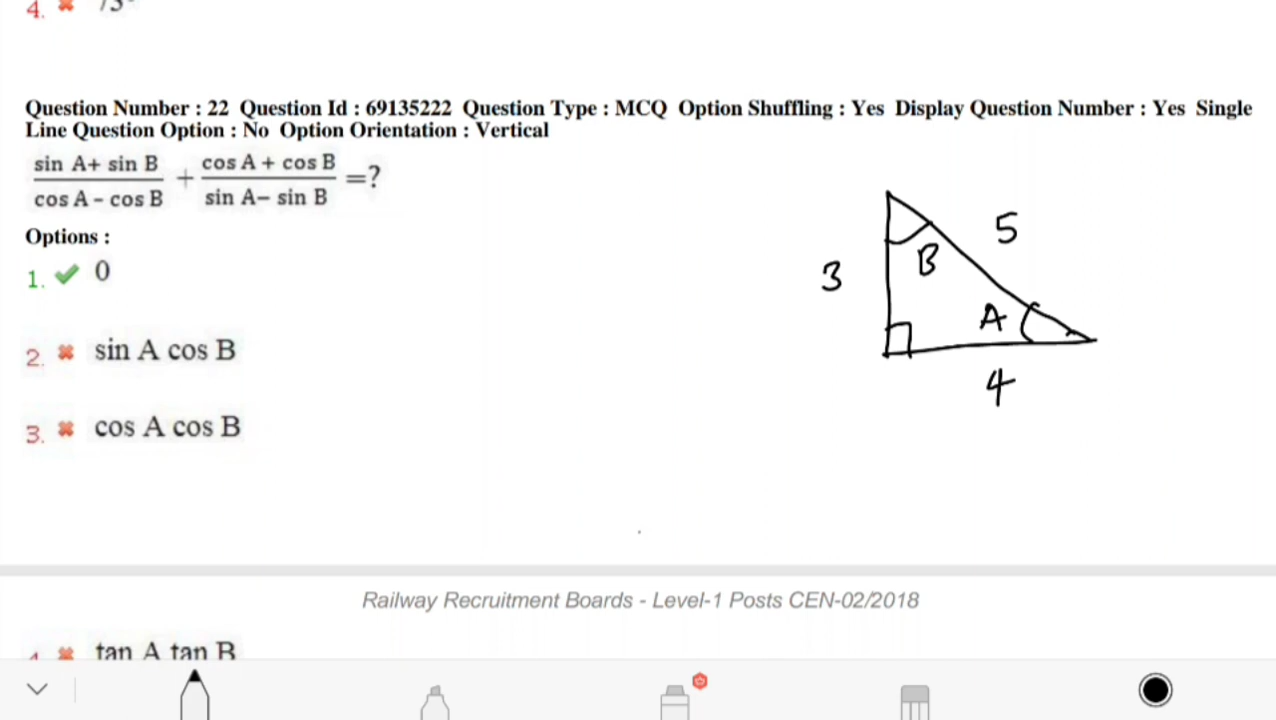 4.
Question Number : 22 Question Id : 69135222 Question Type : MCQ Option Shuffling : Yes Display Question Number : Yes Single
Line Question Option : No Option Orientation : Vertical
sin A+ sin B / cos A - cos B + cos A + cos B / sin A- sin B =?
Options :
1. 0
2. sin A cos B
3. cos A cos B
3
5
B
A
4
Railway Recruitment Boards - Level-1 Posts CEN-02/2018
tan A tan B